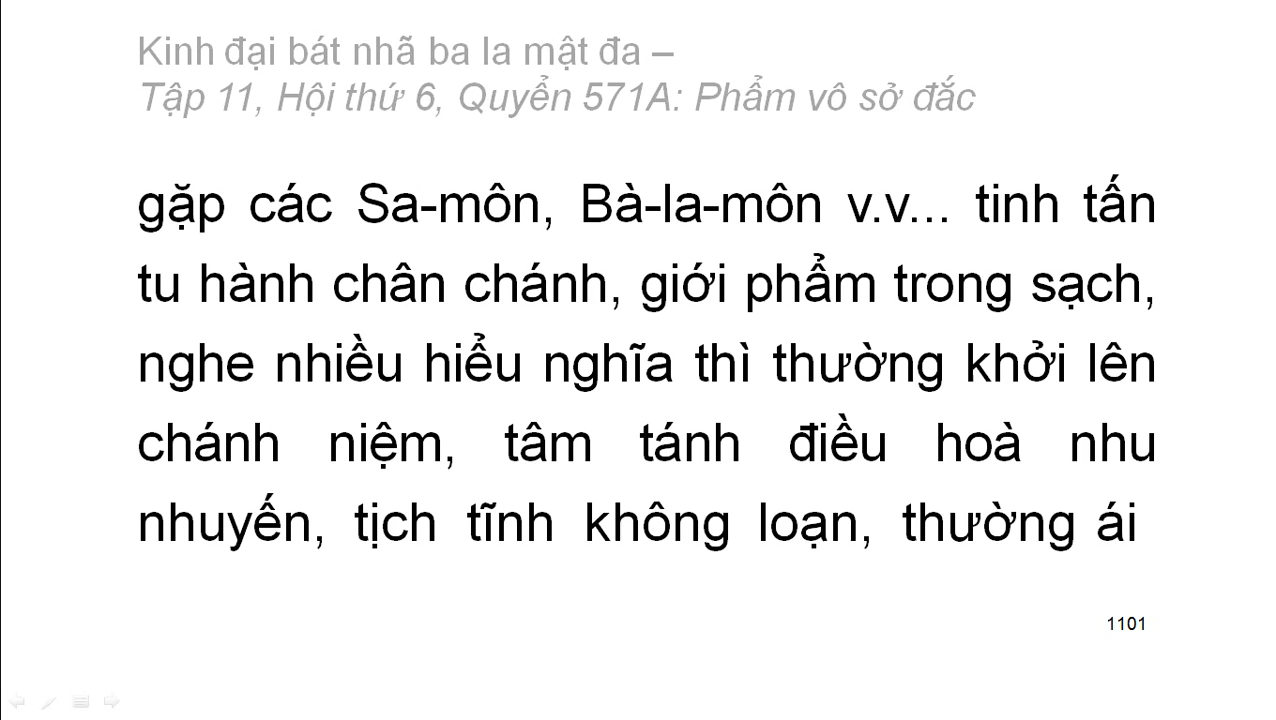 Kinh đại bát nhã ba la mật đa –
Tập 11, Hội thứ 6, Quyển 571A: Phẩm vô sở đắc
gặp các Sa-môn, Bà-la-môn v.v... tinh tấn
tu hành chân chánh, giới phẩm trong sạch,
nghe nhiều hiểu nghĩa thì thường khởi lên
chánh niệm, tâm tánh điều hoà nhu
nhuyến, tịch tĩnh không loạn, thường ái
1101